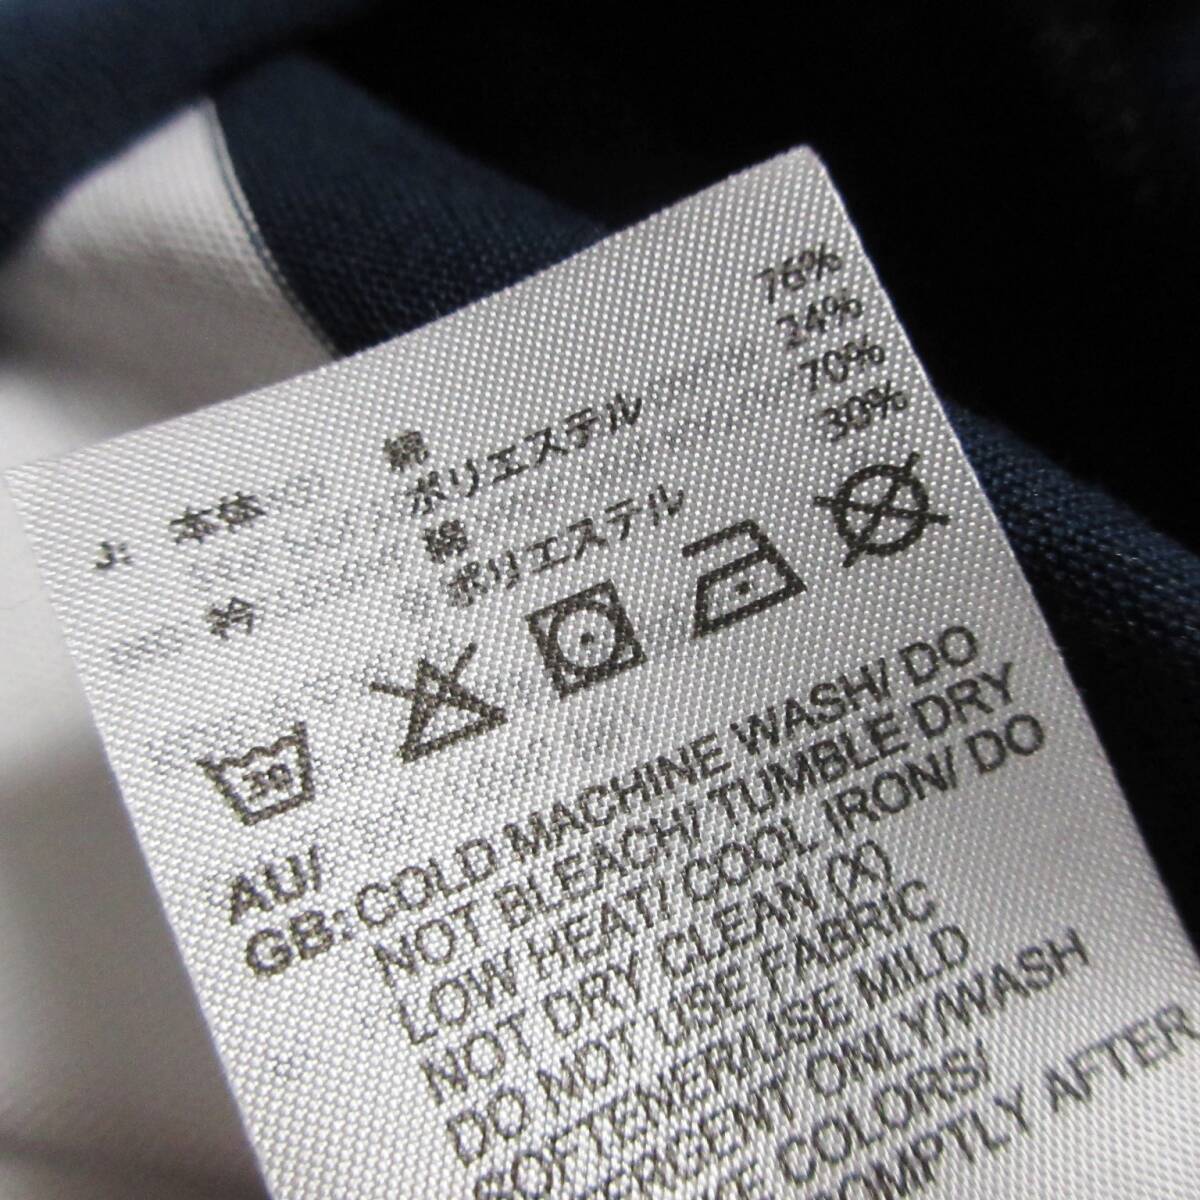 J: 本体 綿 76%
ポリエステル 24%
衿 綿 70%
ポリエステル 30%
30
AU/
GB: COLD MACHINE WASH/ DO
NOT BLEACH/ TUMBLE DRY
LOW HEAT/ COOL IRON/ DO
NOT DRY CLEAN (X)
DO NOT USE FABRIC
SOFTENER/USE MILD
ONLY/WASH
COLORS/
AFTER